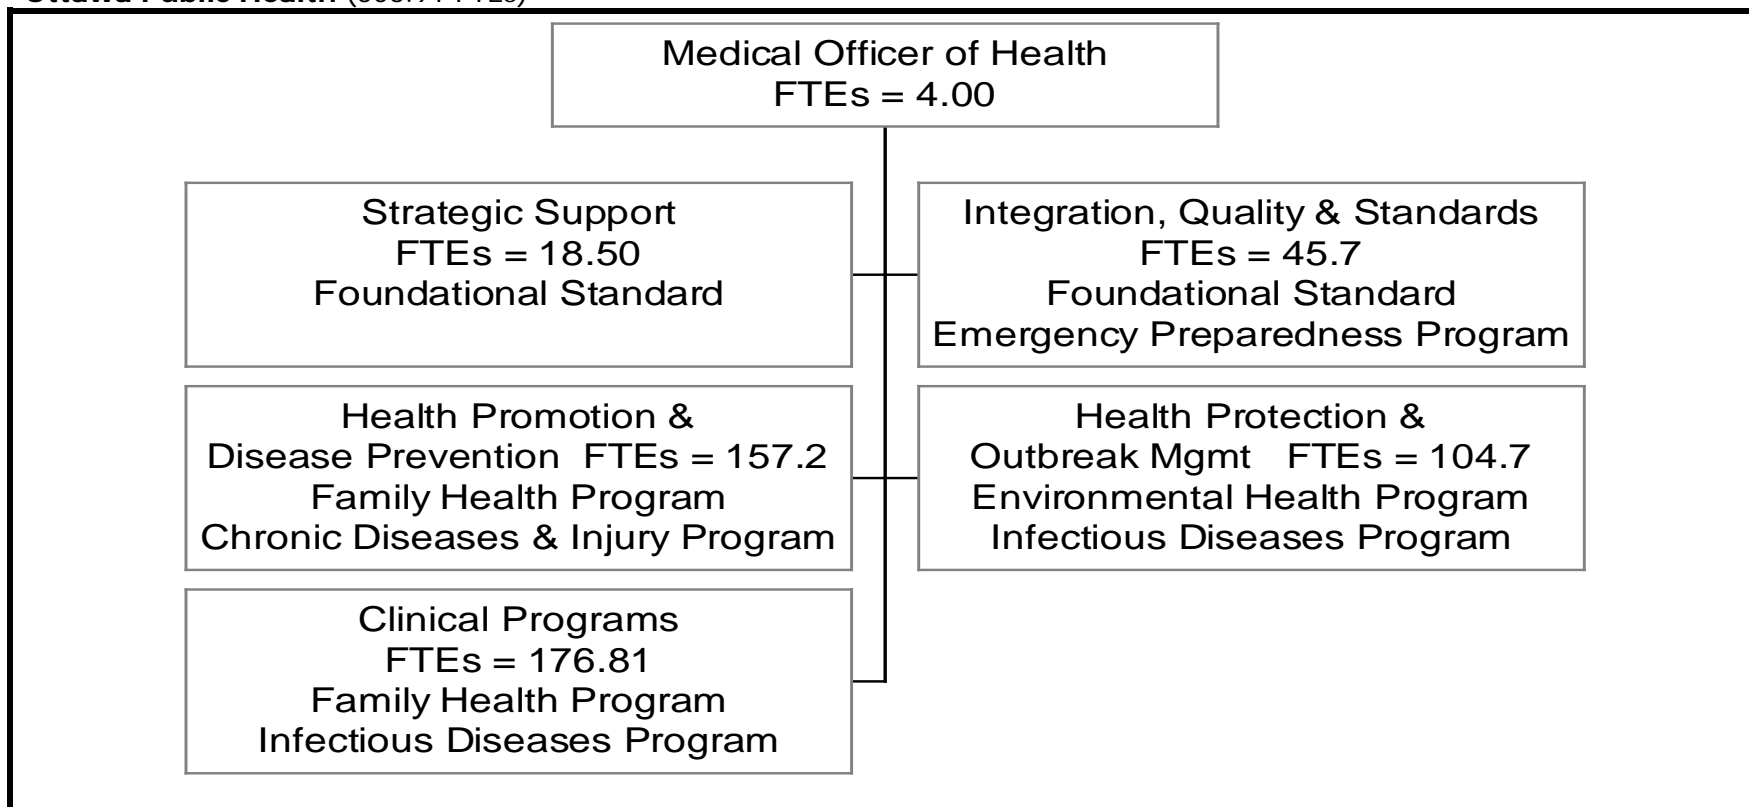 Medical Officer of Health
FTEs = 4.00
Strategic Support
FTEs = 18.50
Foundational Standard
Integration, Quality & Standards
FTEs = 45.7
Foundational Standard
Emergency Preparedness Program
Health Promotion &
Disease Prevention  FTEs = 157.2
Family Health Program
Chronic Diseases & Injury Program
Health Protection &
Outbreak Mgmt   FTEs = 104.7
Environmental Health Program
Infectious Diseases Program
Clinical Programs
FTEs = 176.81
Family Health Program
Infectious Diseases Program